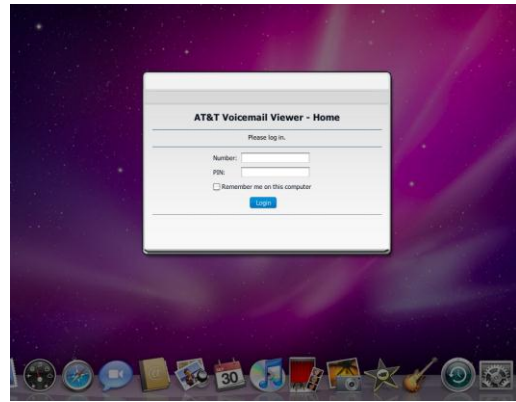 AT&T Voicemail Viewer - Home
Please log in.
Number:
PIN:
Remember me on this computer
Login
30